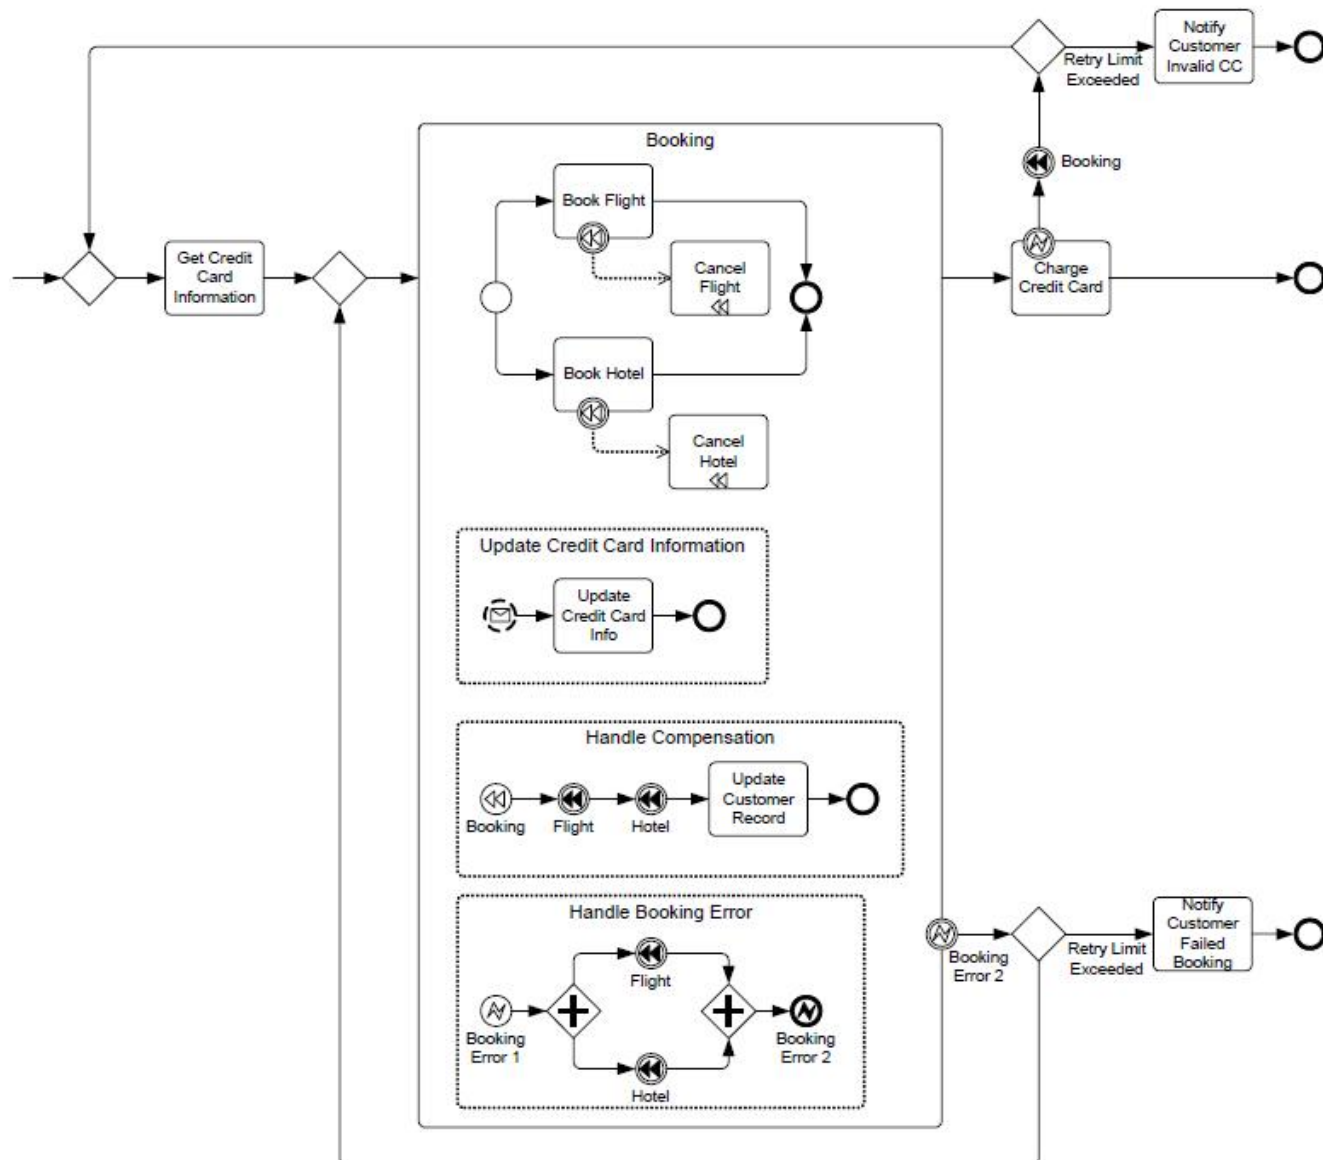 Notify
Customer
Invalid CC
Retry Limit
Exceeded
Booking
Booking
Book Flight
Get Credit
Card
Information
Cancel
Flight
Charge
Credit Card
Book Hotel
Cancel
Hotel
Update Credit Card Information
Update
Credit Card
Info
Handle Compensation
Update
Customer
Record
Booking
Flight
Hotel
Handle Booking Error
Flight
Booking
Error 1
Booking
Error 2
Hotel
Booking
Error 2
Retry Limit
Exceeded
Notify
Customer
Failed
Booking